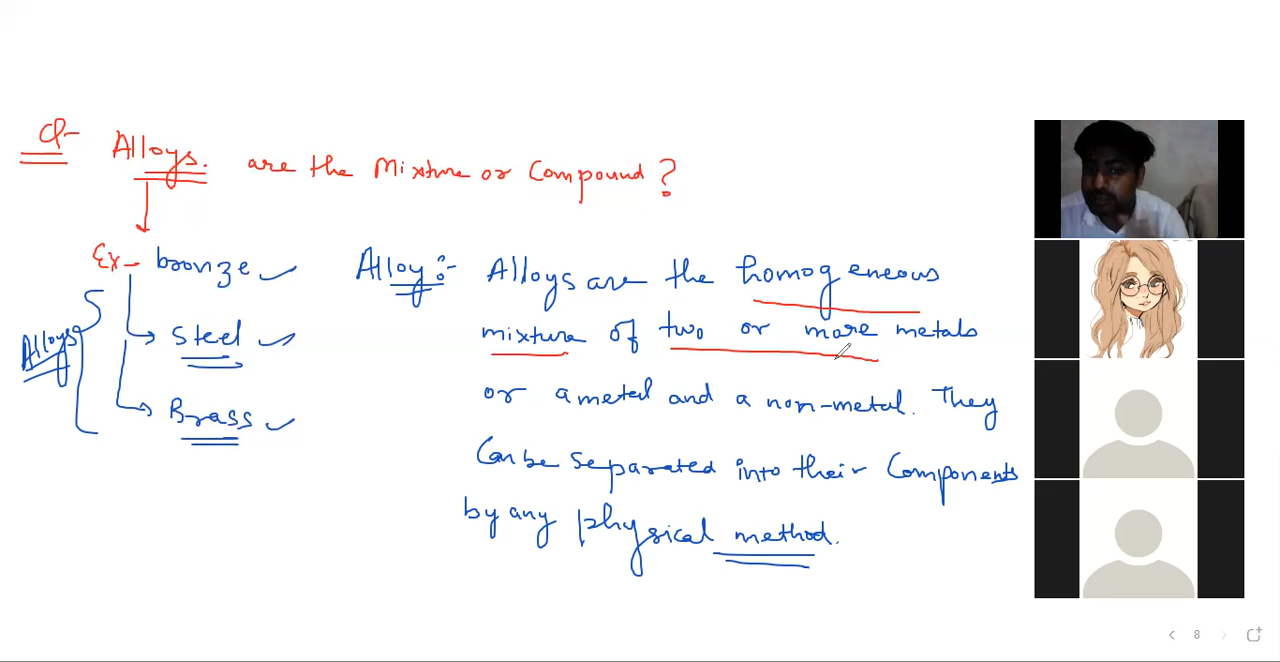 Q- Alloys. are the Mixture or Compound?
Ex- bronze
Steel
Brass
Alloys
Alloy:- Alloys are the homogeneous
mixture of two or more metals
or a metal and a non-metal. They
Can be separated into their Components
by any physical method.
8